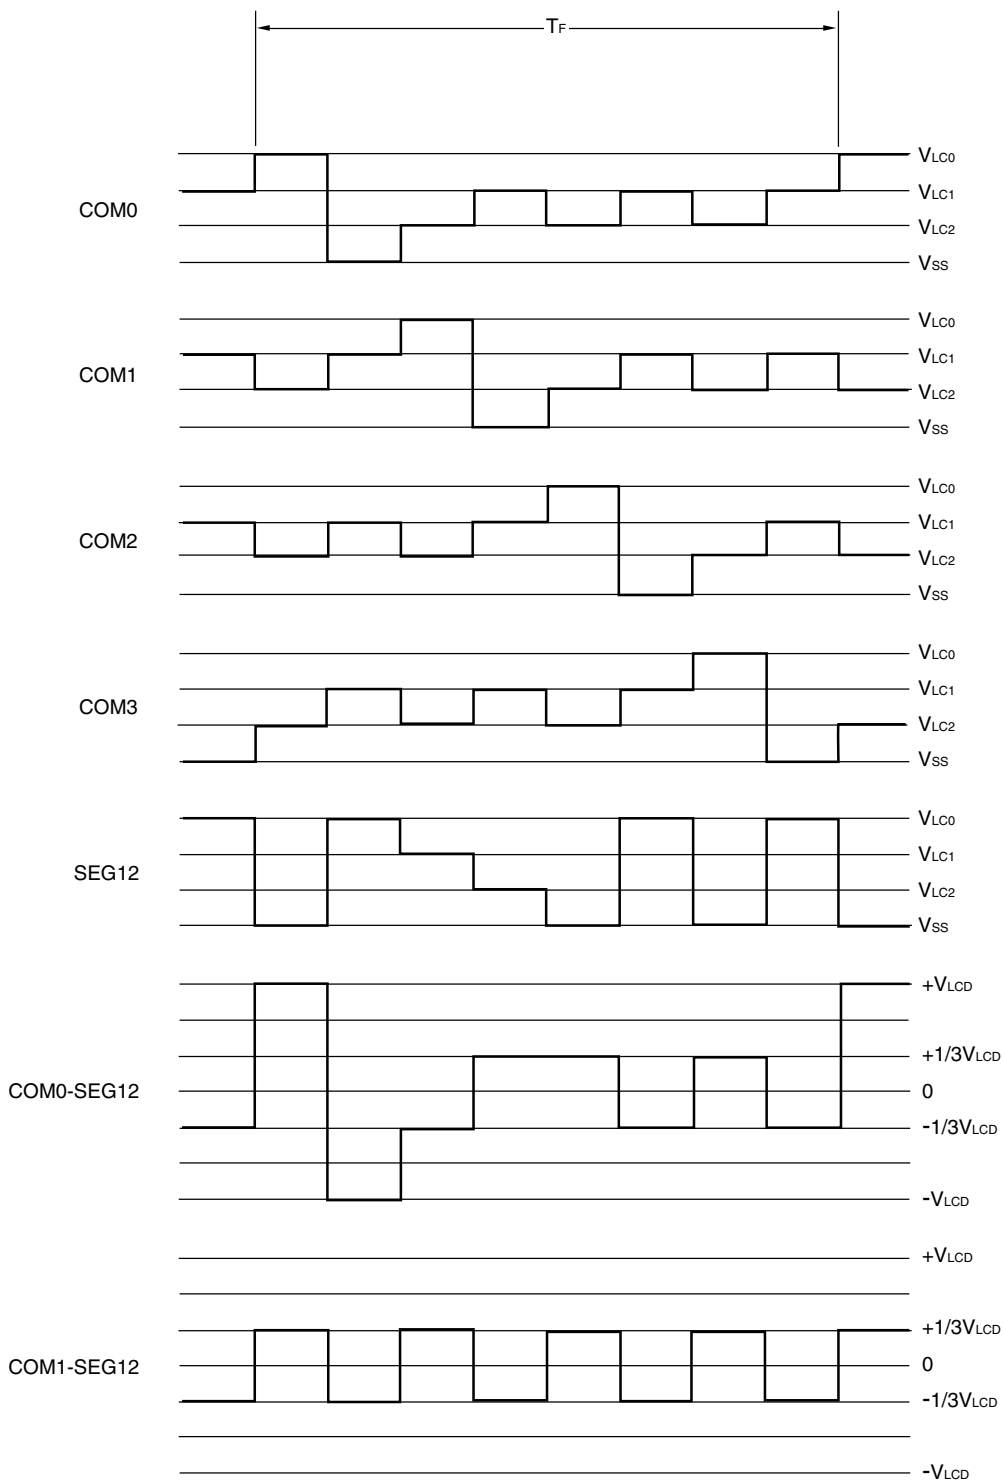 TF
VLC0
VLC1
COM0
VLC2
VSS
VLC0
VLC1
COM1
VLC2
VSS
VLC0
VLC1
COM2
VLC2
VSS
VLC0
VLC1
COM3
VLC2
VSS
VLC0
VLC1
SEG12
VLC2
VSS
+VLCD
+1/3VLCD
COM0-SEG12
0
-1/3VLCD
-VLCD
+VLCD
+1/3VLCD
COM1-SEG12
0
-1/3VLCD
-VLCD